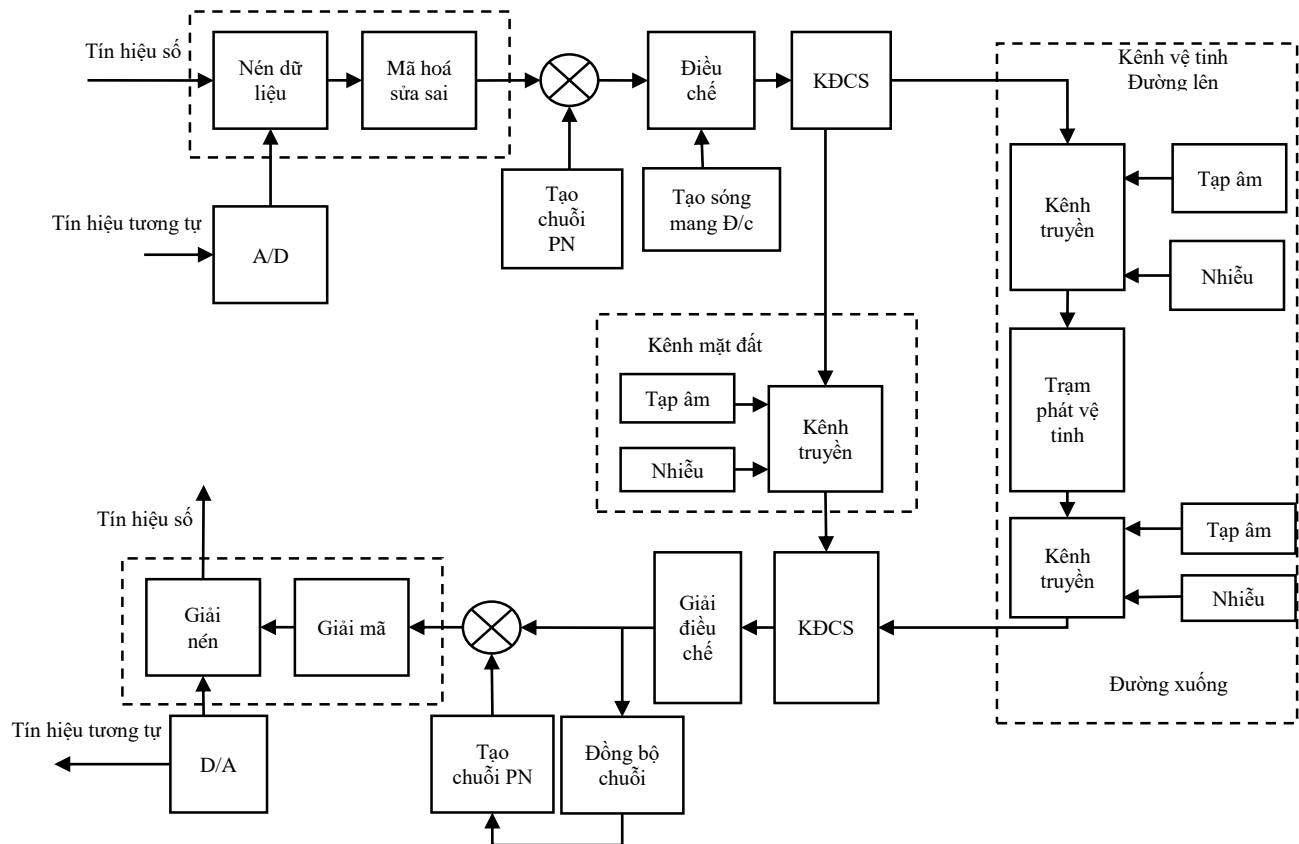 Tín hiệu số
Nén dữ
liệu
Mã hoá
sửa sai
Điều
chế
KĐCS
Kênh vệ tinh
Đường lên
Tạo
chuỗi
PN
Tạo sóng
mang Đ/c
Tín hiệu tương tự
A/D
Kênh
truyền
Tạp âm
Nhiễu
Kênh mặt đất
Tạp âm
Nhiễu
Kênh
truyền
Trạm
phát vệ
tinh
Kênh
truyền
Tạp âm
Nhiễu
Đường xuống
Tín hiệu số
Giải
nén
Giải mã
Giải
điều
chế
KĐCS
Tín hiệu tương tự
D/A
Tạo
chuỗi PN
Đồng bộ
chuỗi